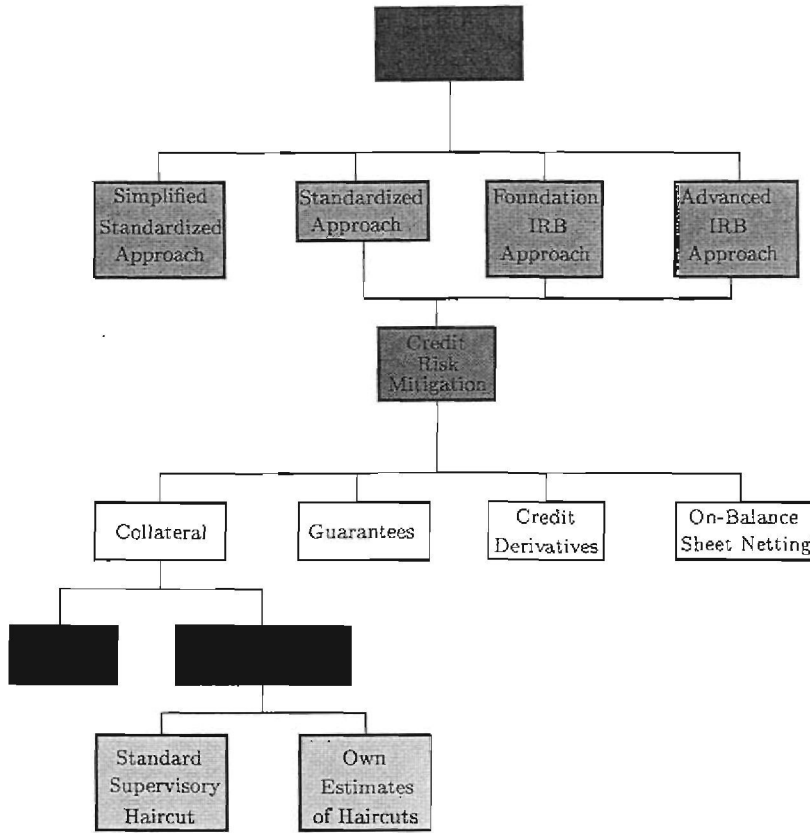 Simplified
Standardized
Approach
Standardized
Approach
Foundation
IRB
Approach
Advanced
IRB
Approach
Credit
Risk
Mitigation
Collateral
Guarantees
Credit
Derivatives
On-Balance
Sheet Netting
Standard
Supervisory
Haircut
Own
Estimates
of Haircuts